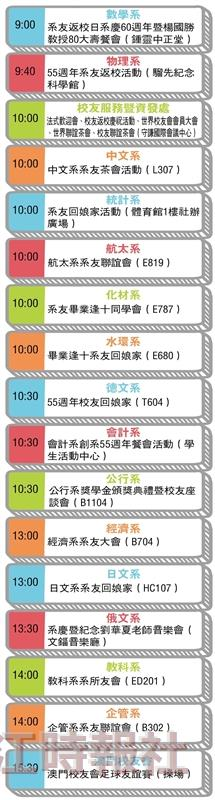 數學系
9:00
系友返校日系慶60週年暨楊國勝
教授80大壽餐會（鍾靈中正堂）
物理系
9:40
55週年系友返校活動（騮先紀念
科學館）
校友服務暨資發處
10:00
法式歡迎會、校友返校慶祝活動、世界校友會會員大會
、世界聯誼茶會、校友聯誼茶會（守謙國際會議中心）
中文系
10:00
中文系系友茶會活動（L307）
統計系
10:00
系友回娘家活動（體育館1樓社辦
廣場）
航太系
10:00
航太系系友聯誼會（E819）
化材系
10:00
系友畢業逢十同學會（E787）
水環系
10:00
畢業逢十系友回娘家（E680）
德文系
10:30
55週年校友回娘家（T604）
會計系
10:30
會計系創系55週年餐會活動（學
生活動中心）
公行系
10:30
公行系獎學金頒獎典禮暨校友座
談會（B1104）
經濟系
13:00
經濟系系友大會（B704）
日文系
13:00
日文系系友回娘家（HC107）
俄文系
13:30
系慶暨紀念劉華夏老師音樂會（
文錙音樂廳）
教科系
14:00
教科系系所友會（ED201）
企管系
14:00
企管系系友聯誼會（B302）
澳門校友會
15:30
澳門校友會足球友誼賽（操場）
江時報社